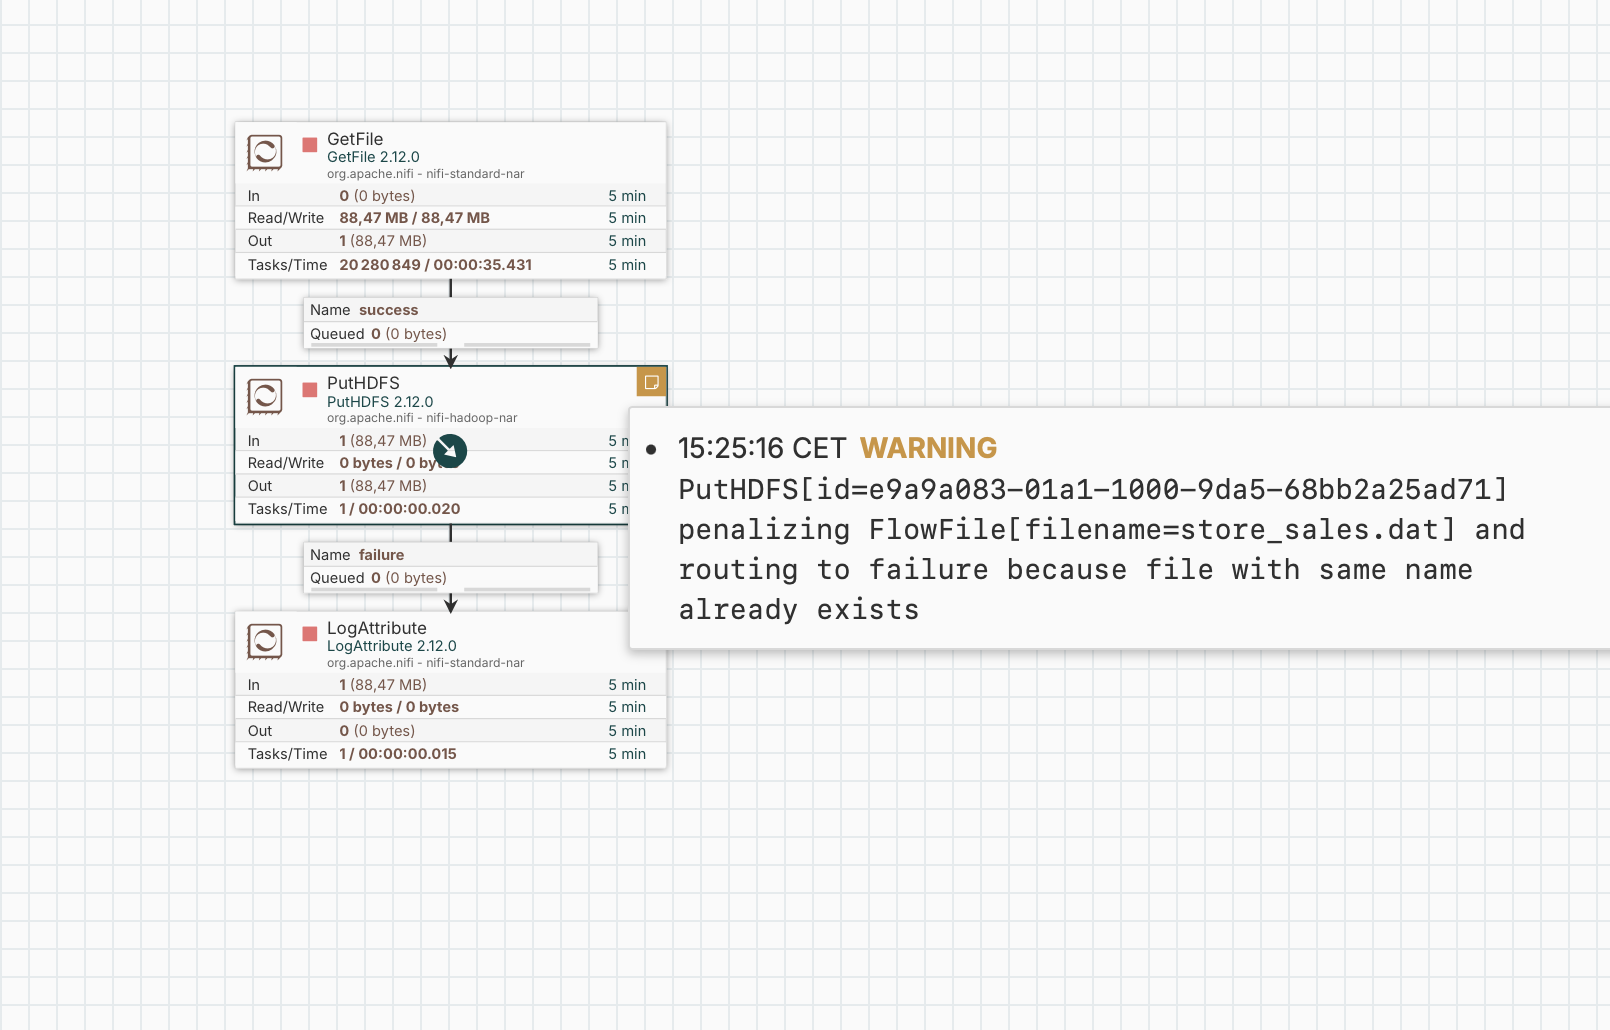 GetFile
GetFile 2.12.0
org.apache.nifi - nifi-standard-nar
In 0 (0 bytes) 5 min
Read/Write 88,47 MB / 88,47 MB 5 min
Out 1 (88,47 MB) 5 min
Tasks/Time 20 280 849 / 00:00:35.431 5 min
Name success
Queued 0 (0 bytes)
PutHDFS
PutHDFS 2.12.0
org.apache.nifi - nifi-hadoop-nar
In 1 (88,47 MB) 5
Read/Write 0 bytes / 0 5
Out 1 (88,47 MB) 5
Tasks/Time 1 / 00:00:00.020 5
15:25:16 CET WARNING
PutHDFS[id=e9a9a083-01a1-1000-9da5-68bb2a25ad71]
penalizing FlowFile[filename=store_sales.dat] and
routing to failure because file with same name
already exists
Name failure
Queued 0 (0 bytes)
LogAttribute
LogAttribute 2.12.0
org.apache.nifi - nifi-standard-nar
In 1 (88,47 MB) 5 min
Read/Write 0 bytes / 0 bytes 5 min
Out 0 (0 bytes) 5 min
Tasks/Time 1 / 00:00:00.015 5 min